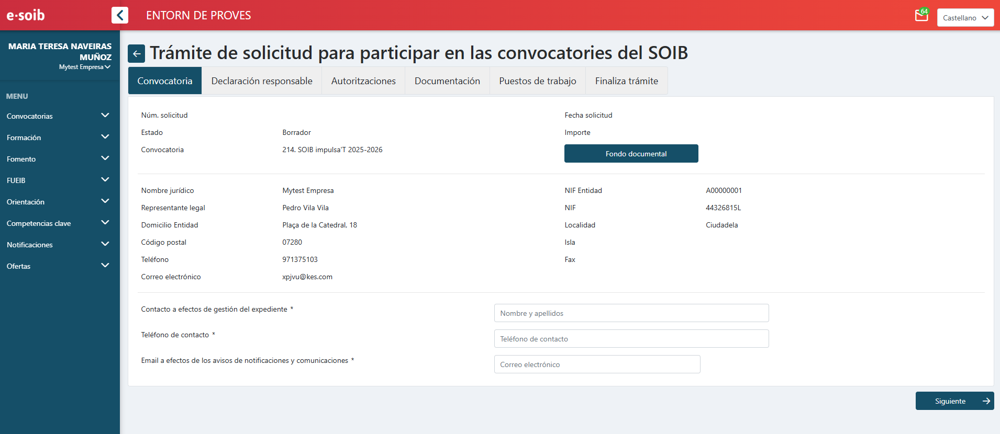 e·soib
ENTORN DE PROVES
64
Castellano
MARIA TERESA NAVEIRAS
MUÑOZ
Mytest Empresa
MENU
Convocatorias
Formación
Fomento
FUEIB
Orientación
Competencias clave
Notificaciones
Ofertas
Trámite de solicitud para participar en las convocatories del SOIB
Convocatoria Declaración responsable Autoritzaciones Documentación Puestos de trabajo Finaliza trámite
Núm. solicitud Fecha solicitud
Estado Borrador Importe
Convocatoria 214. SOIB impulsa'T 2025-2026 Fondo documental
Nombre jurídico Mytest Empresa NIF Entidad A00000001
Representante legal Pedro Vila Vila NIF 44326815L
Domicilio Entidad Plaça de la Catedral, 18 Localidad Ciudadela
Código postal 07280 Isla
Teléfono 971375103 Fax
Correo electrónico xpjvu@kes.com
Contacto a efectos de gestión del expediente * Nombre y apellidos
Teléfono de contacto * Teléfono de contacto
Email a efectos de los avisos de notificaciones y comunicaciones * Correo electrónico
Siguiente